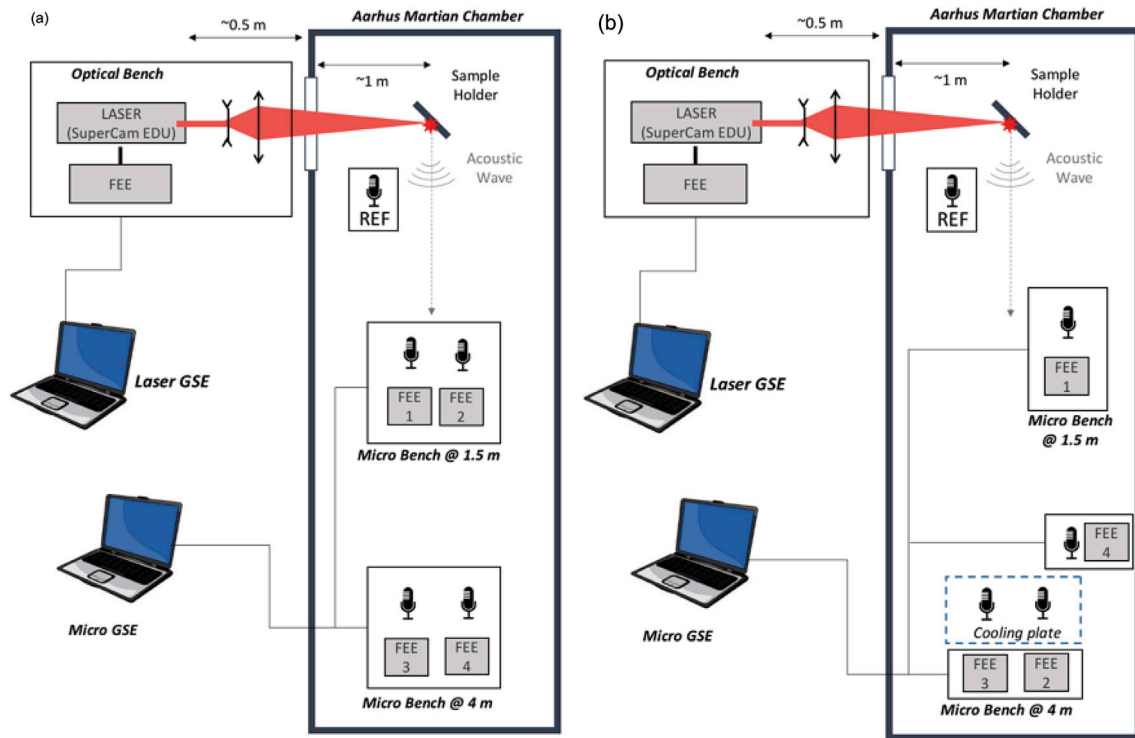 (a)
Aarhus Martian Chamber
~0.5 m
Optical Bench
~1 m
Sample
Holder
LASER
(SuperCam EDU)
FEE
Acoustic
Wave
REF
Laser GSE
FEE
1
FEE
2
Micro Bench @ 1.5 m
Micro GSE
FEE
3
FEE
4
Micro Bench @ 4 m
(b)
Aarhus Martian Chamber
~0.5 m
Optical Bench
~1 m
Sample
Holder
LASER
(SuperCam EDU)
FEE
Acoustic
Wave
REF
Laser GSE
FEE
1
Micro Bench
@ 1.5 m
FEE
4
Cooling plate
Micro GSE
FEE
3
FEE
2
Micro Bench @ 4 m